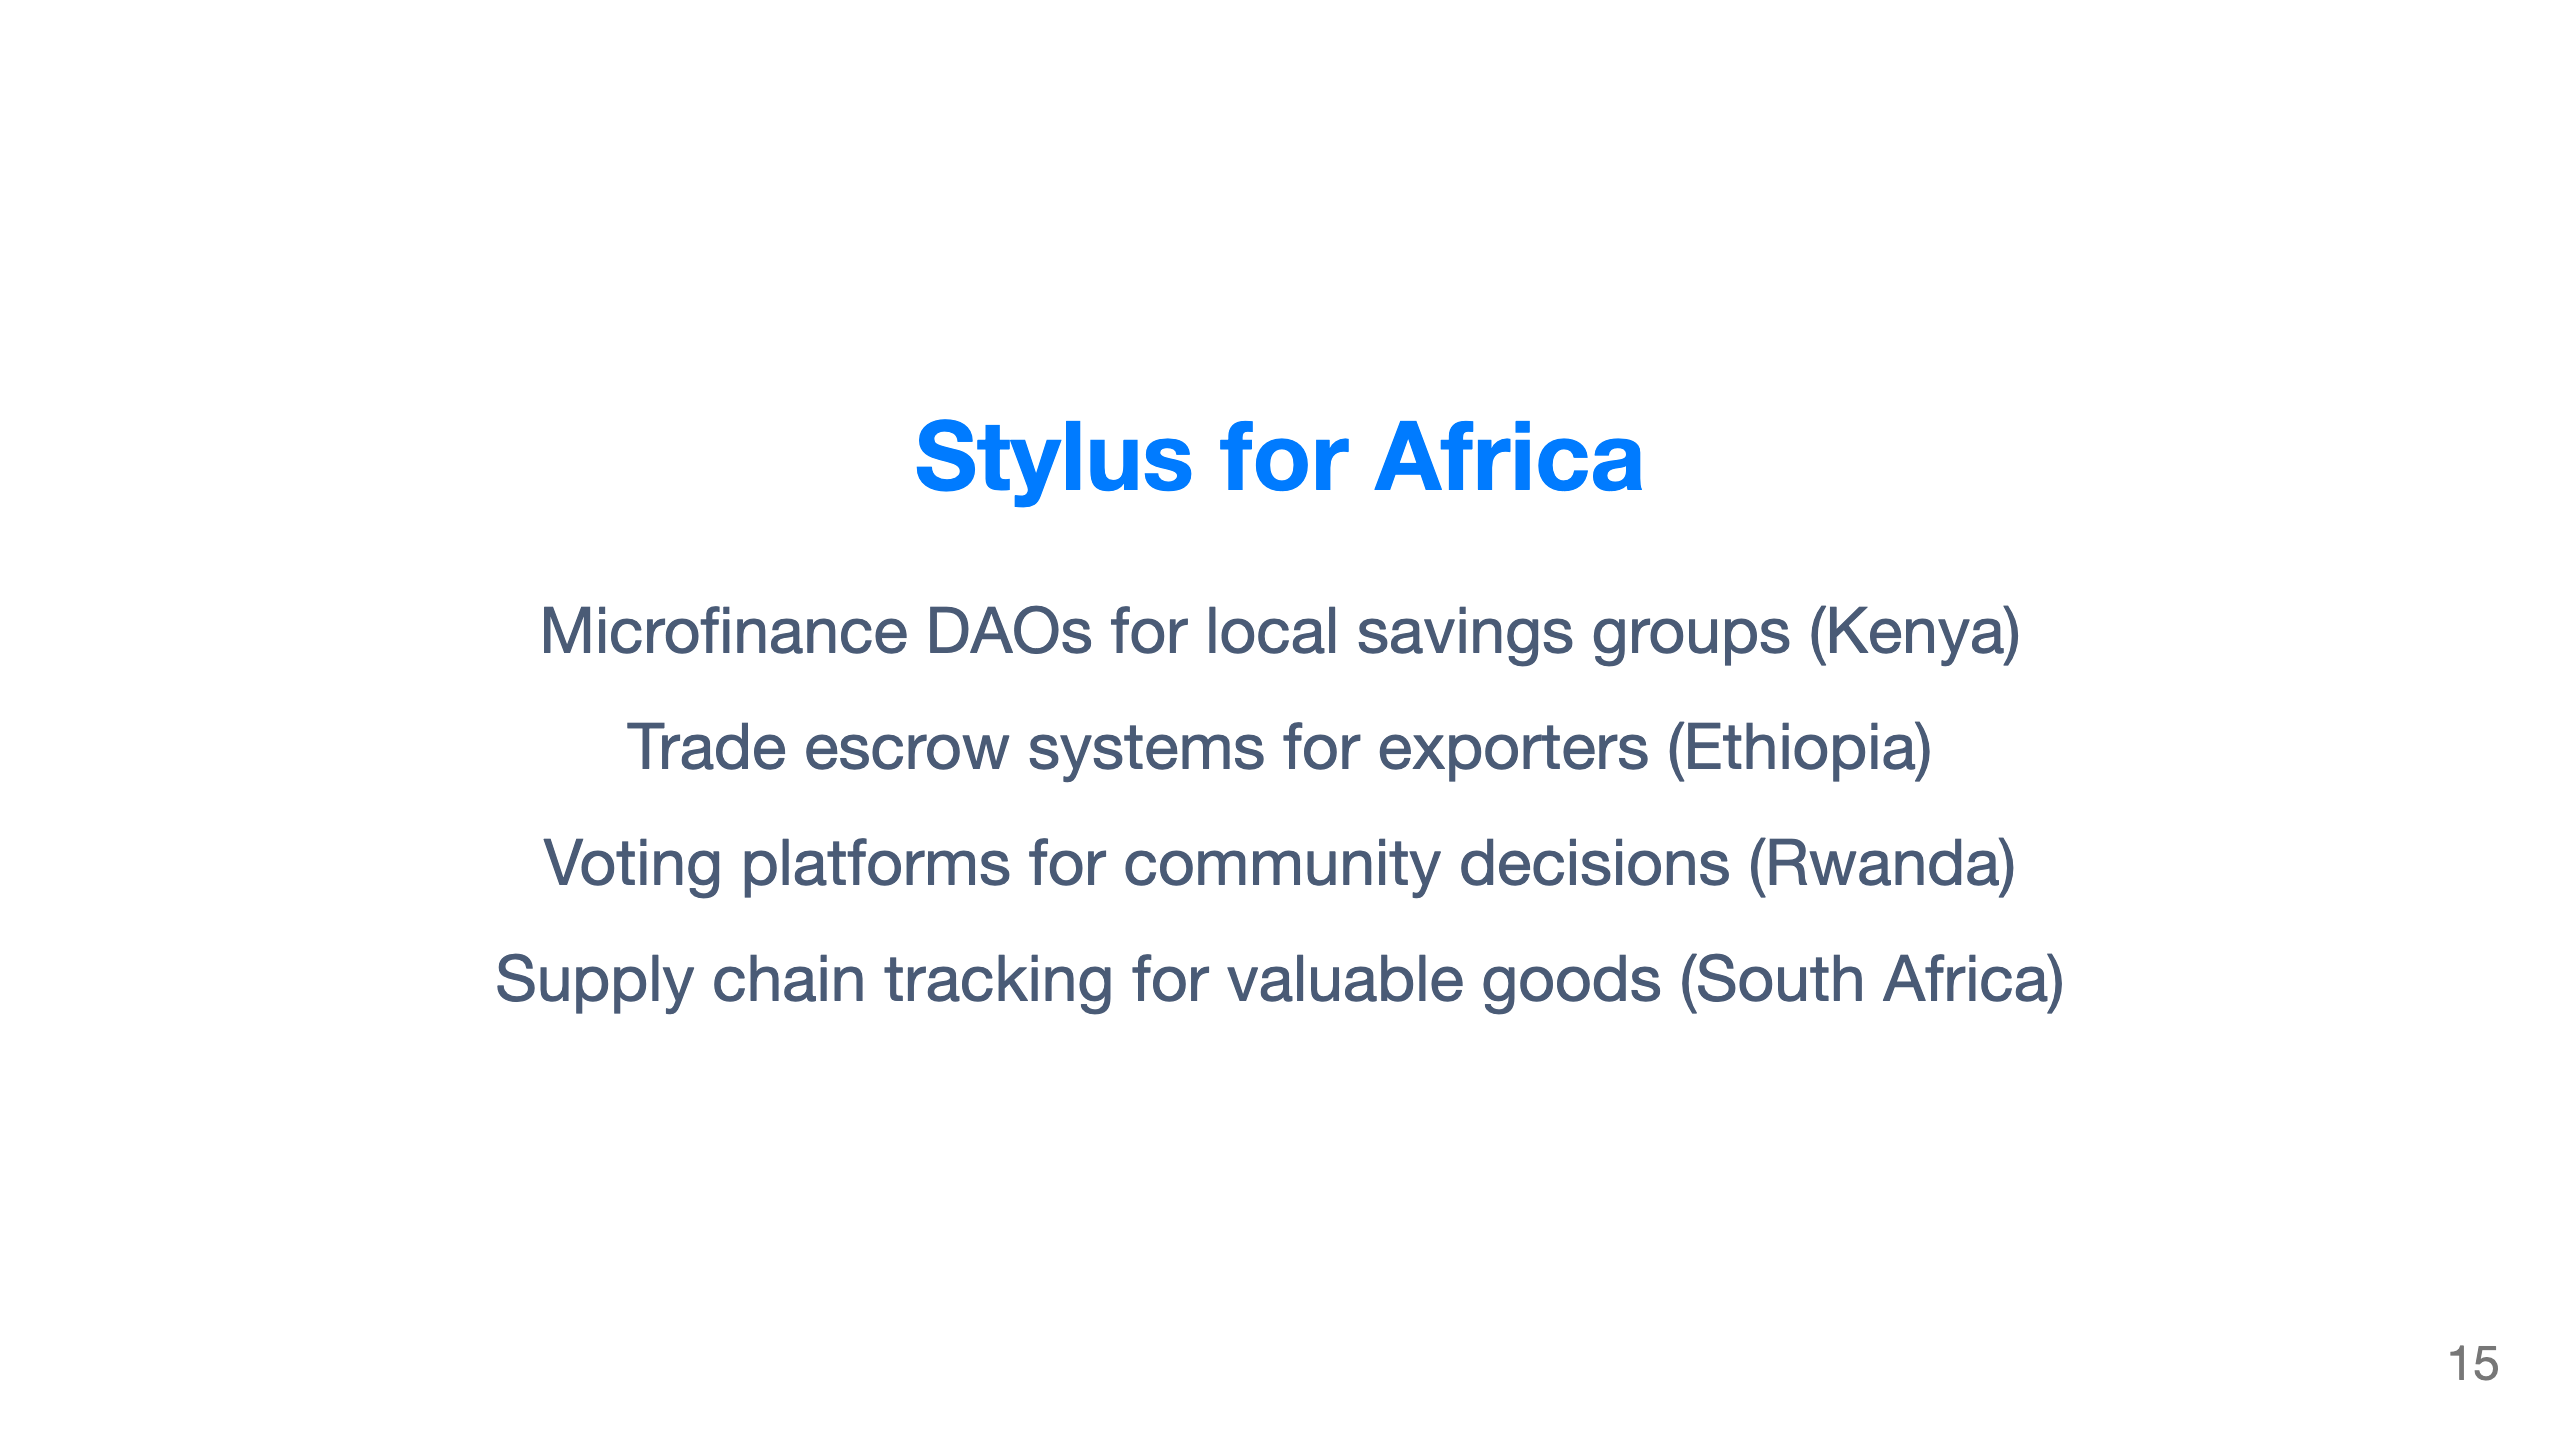 Stylus for Africa
Microfinance DAOs for local savings groups (Kenya)
Trade escrow systems for exporters (Ethiopia)
Voting platforms for community decisions (Rwanda)
Supply chain tracking for valuable goods (South Africa)
15